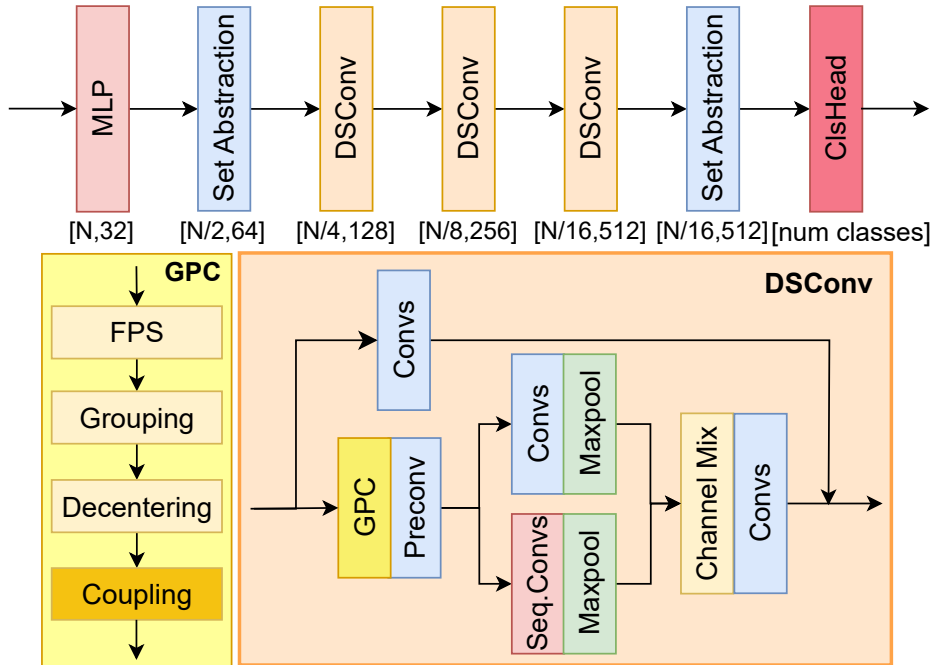 MLP
Set Abstraction
DSConv
DSConv
DSConv
Set Abstraction
ClsHead
[N,32]
[N/2,64]
[N/4,128]
[N/8,256]
[N/16,512]
[N/16,512]
[num classes]
GPC
FPS
Grouping
Decentering
Coupling
DSConv
Convs
GPC
Preconv
Convs
Maxpool
Seq.Convs
Maxpool
Channel Mix
Convs